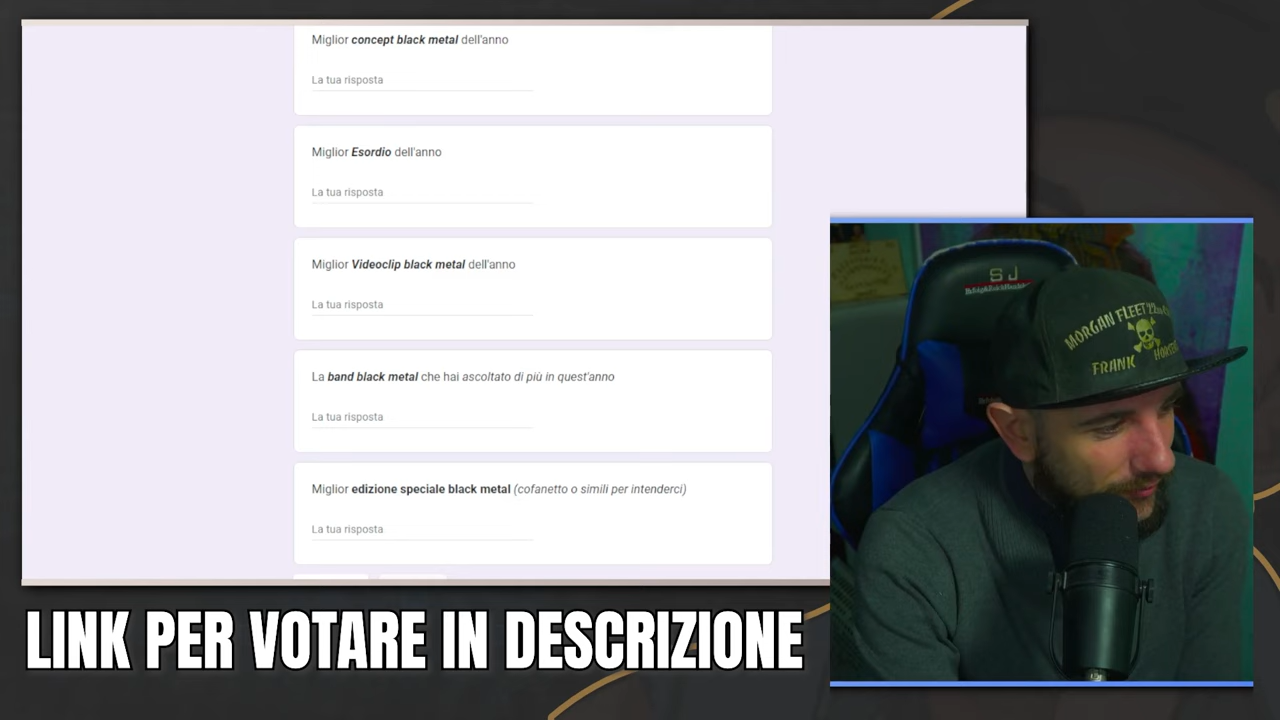 Miglior concept black metal dell'anno
La tua risposta
Miglior Esordio dell'anno
La tua risposta
Miglior Videoclip black metal dell'anno
La tua risposta
La band black metal che hai ascoltato di più in quest'anno
La tua risposta
Miglior edizione speciale black metal (cofanetto o simili per intenderci)
La tua risposta
LINK PER VOTARE IN DESCRIZIONE
SJ
MORGAN FLEET
FRANK